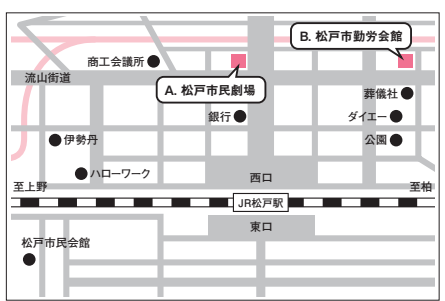 B. 松戸市勤労会館
商工会議所
流山街道
A. 松戸市民劇場
葬儀社
銀行
ダイエー
伊勢丹
公園
ハローワーク
西口
至上野
至柏
JR松戸駅
東口
松戸市民会館